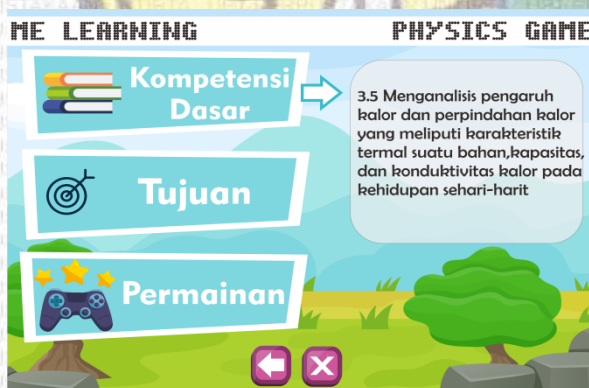 ME LEARNING
PHYSICS GAME
Kompetensi
Dasar
3.5 Menganalisis pengaruh
kalor dan perpindahan kalor
yang meliputi karakteristik
termal suatu bahan,kapasitas,
dan konduktivitas kalor pada
kehidupan sehari-harit
Tujuan
Permainan